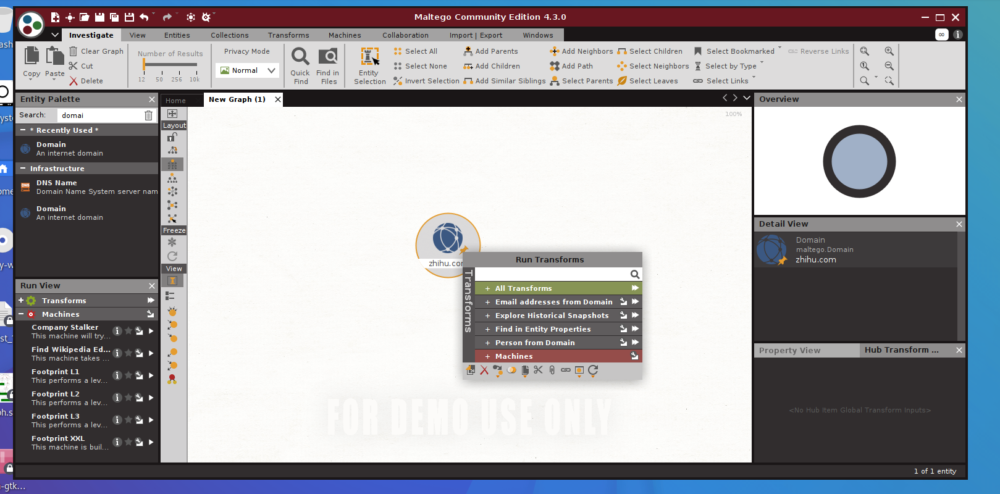 Maltego Community Edition 4.3.0
Investigate View Entities Collections Transforms Machines Collaboration Import | Export Windows
Copy Paste Clear Graph Cut Delete
Number of Results
12 50 256 10k
Privacy Mode
Normal
Quick Find
Find in Files
Entity Selection
Select All
Select None
Invert Selection
Add Parents
Add Children
Add Similar Siblings
Add Neighbors
Add Path
Select Parents
Select Children
Select Neighbors
Select Leaves
Select Bookmarked
Select by Type
Select Links
Reverse Links
Entity Palette
Search: domai
* Recently Used *
Domain
An internet domain
Infrastructure
DNS Name
Domain Name System server nam
Domain
An internet domain
Run View
Transforms
Machines
Company Stalker
This machine will try...
Find Wikipedia Ed...
This machine takes ...
Footprint L1
This performs a lev...
Footprint L2
This performs a lev...
Footprint L3
This performs a lev...
Footprint XXL
This machine is buil...
Home
New Graph (1)
Layout
Freeze
View
100%
zhihu.com
Run Transforms
Transforms
+ All Transforms
+ Email addresses from Domain
+ Explore Historical Snapshots
+ Find in Entity Properties
+ Person from Domain
+ Machines
FOR DEMO USE ONLY
Overview
Detail View
Domain
maltego.Domain
zhihu.com
Property View
Hub Transform ...
<No Hub Item Global Transform Inputs>
1 of 1 entity
-gtk...